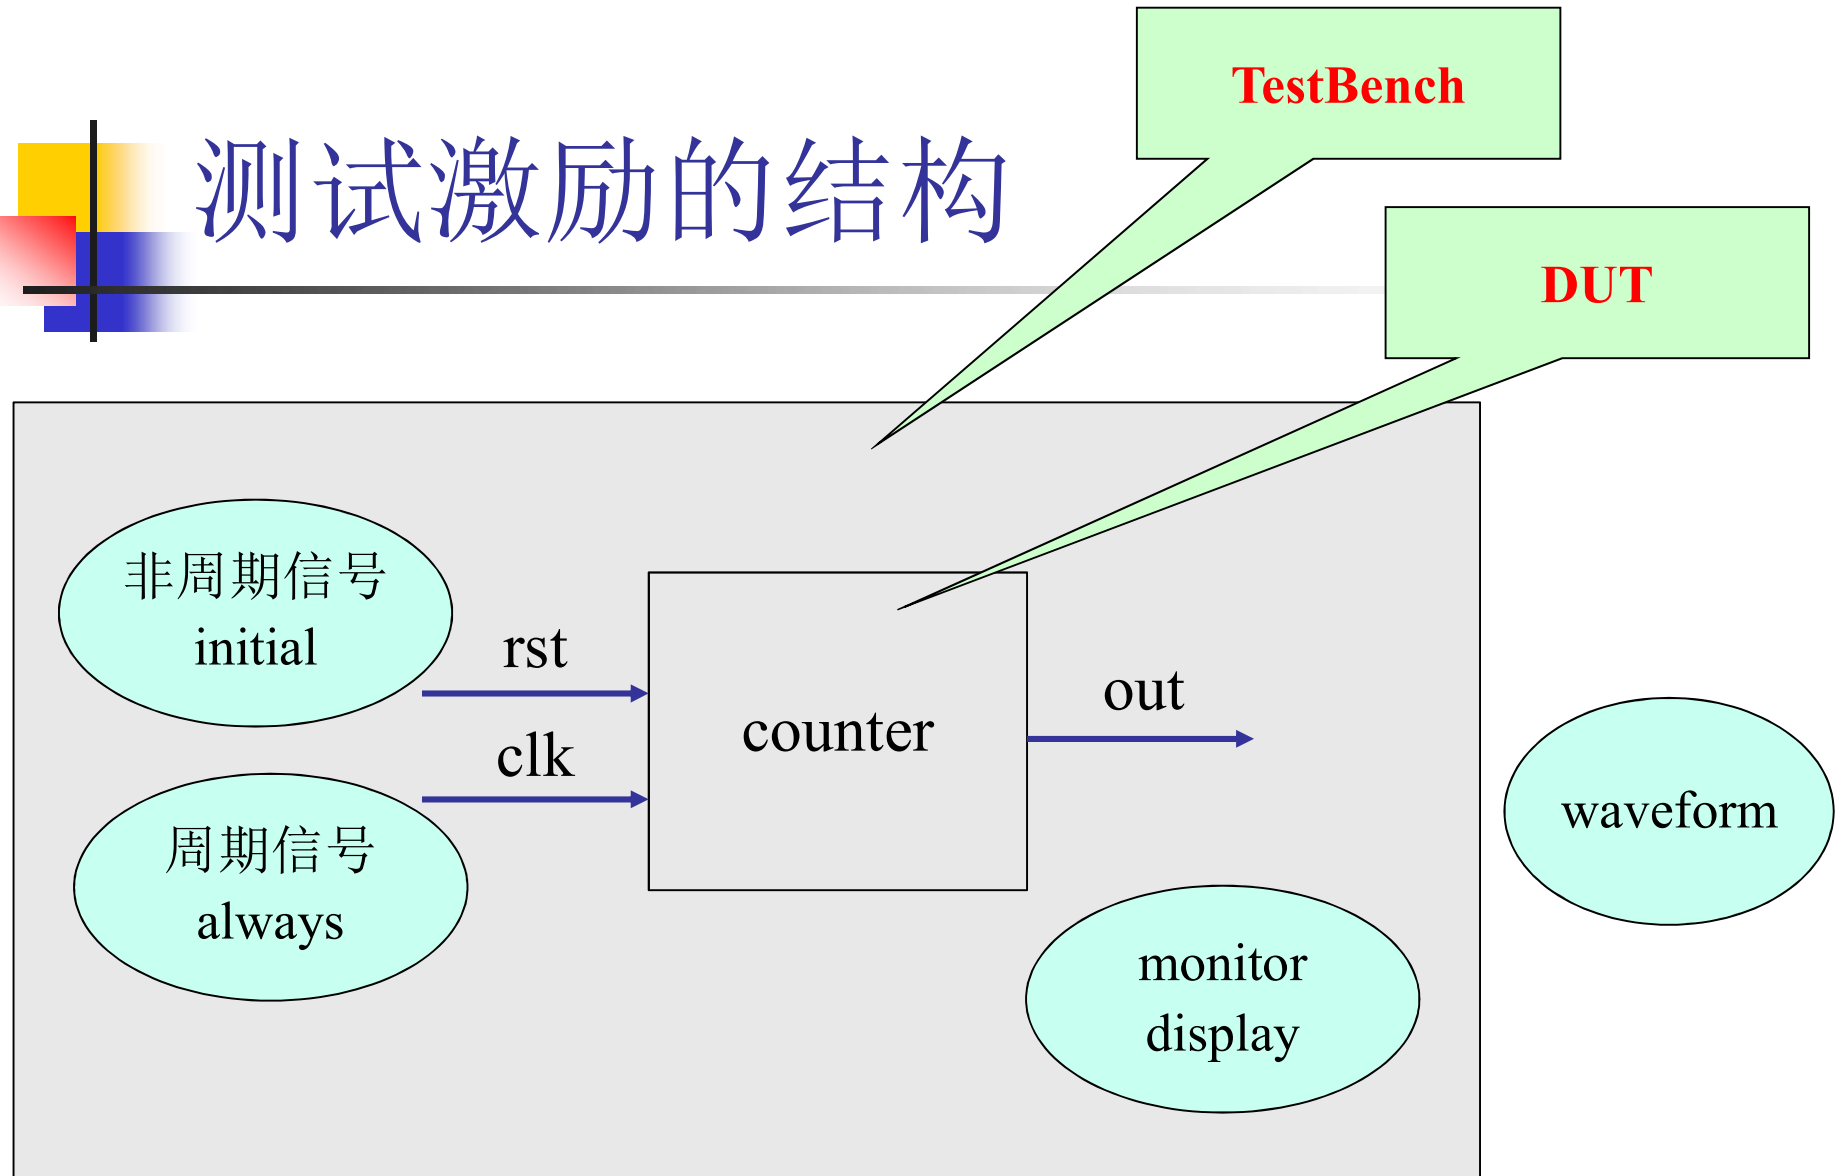 TestBench
测试激励的结构
DUT
非周期信号
initial
rst
clk
周期信号
always
counter
out
waveform
monitor
display